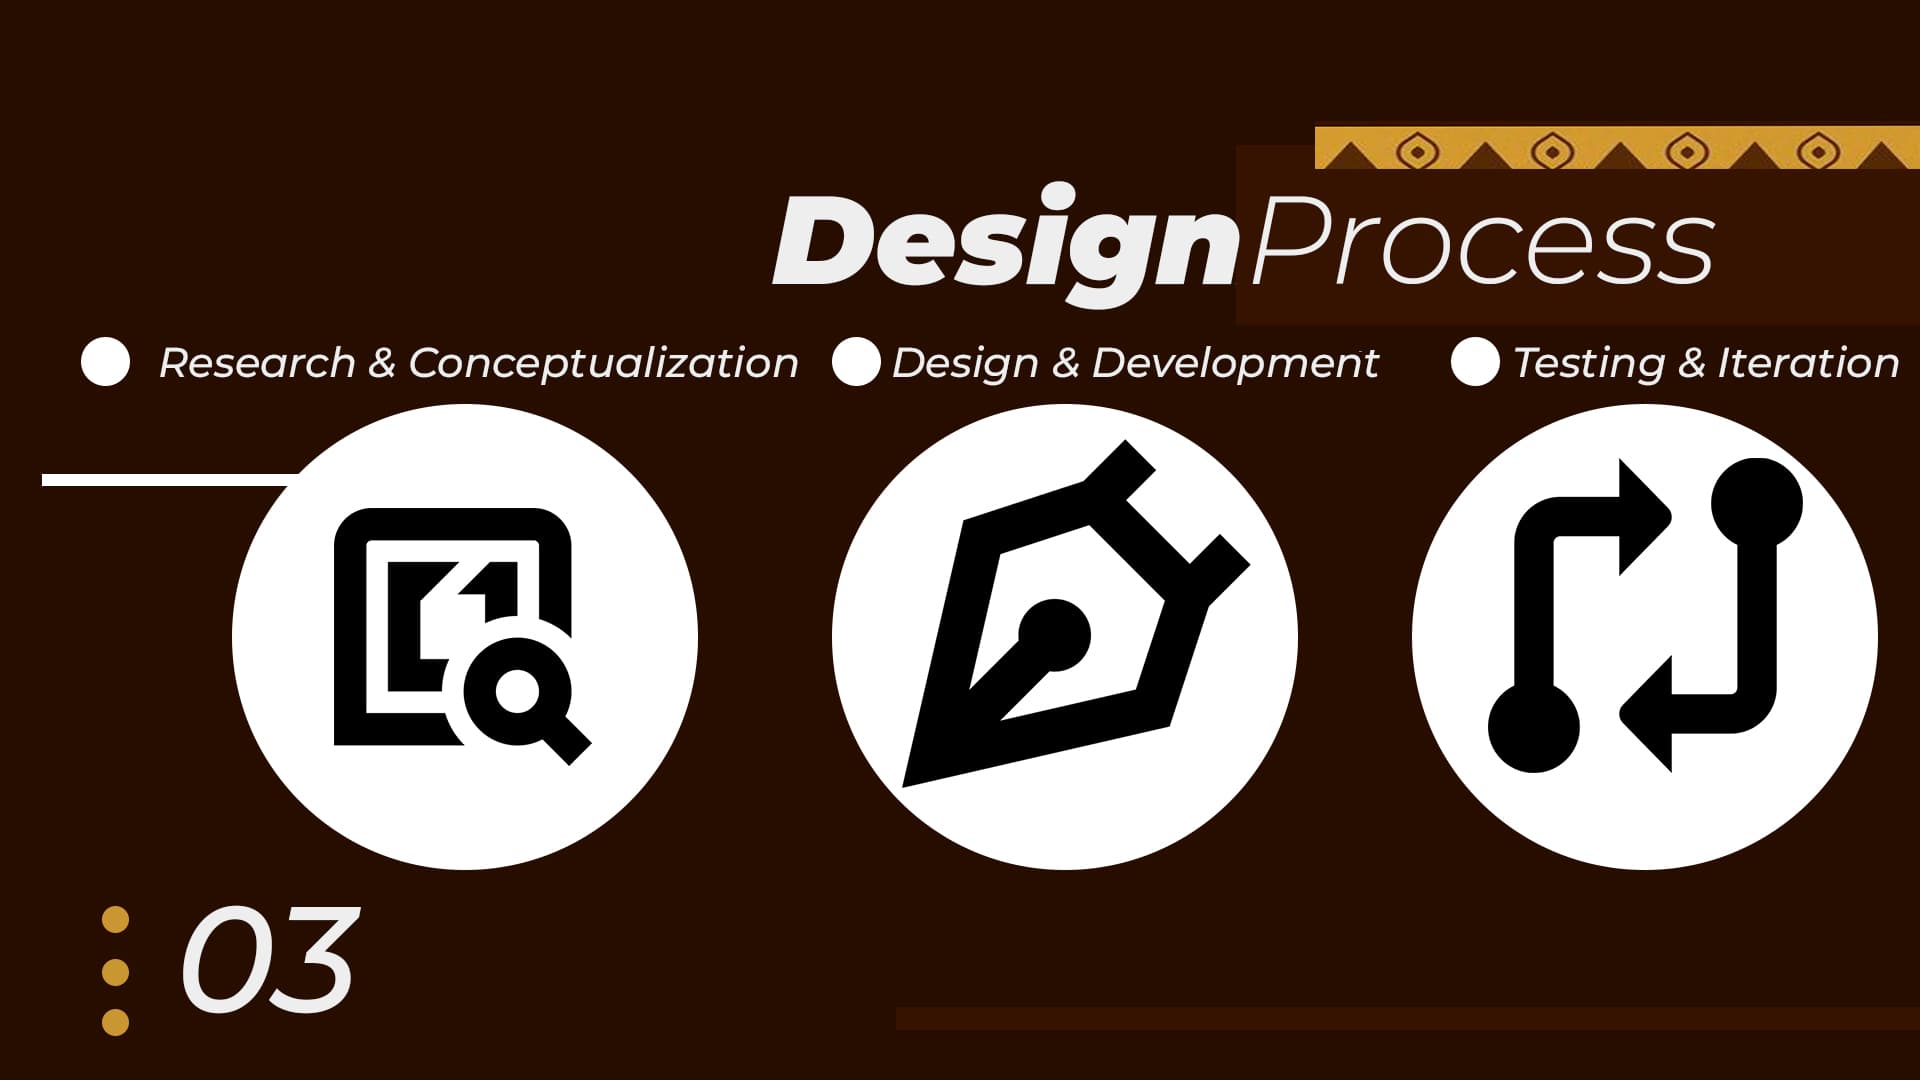 Design Process
Research & Conceptualization
Design & Development
Testing & Iteration
03